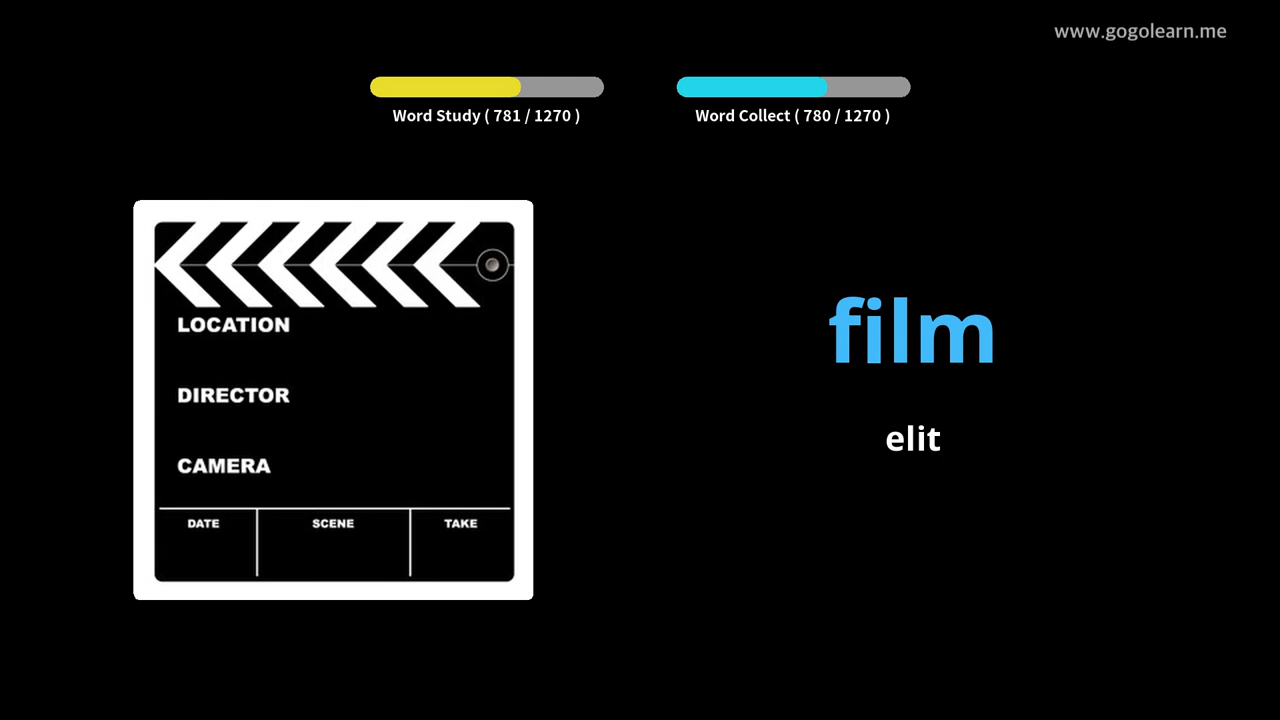 www.gogolearn.me
Word Study ( 781 / 1270 )
Word Collect ( 780 / 1270 )
LOCATION
DIRECTOR
CAMERA
DATE
SCENE
TAKE
film
elit